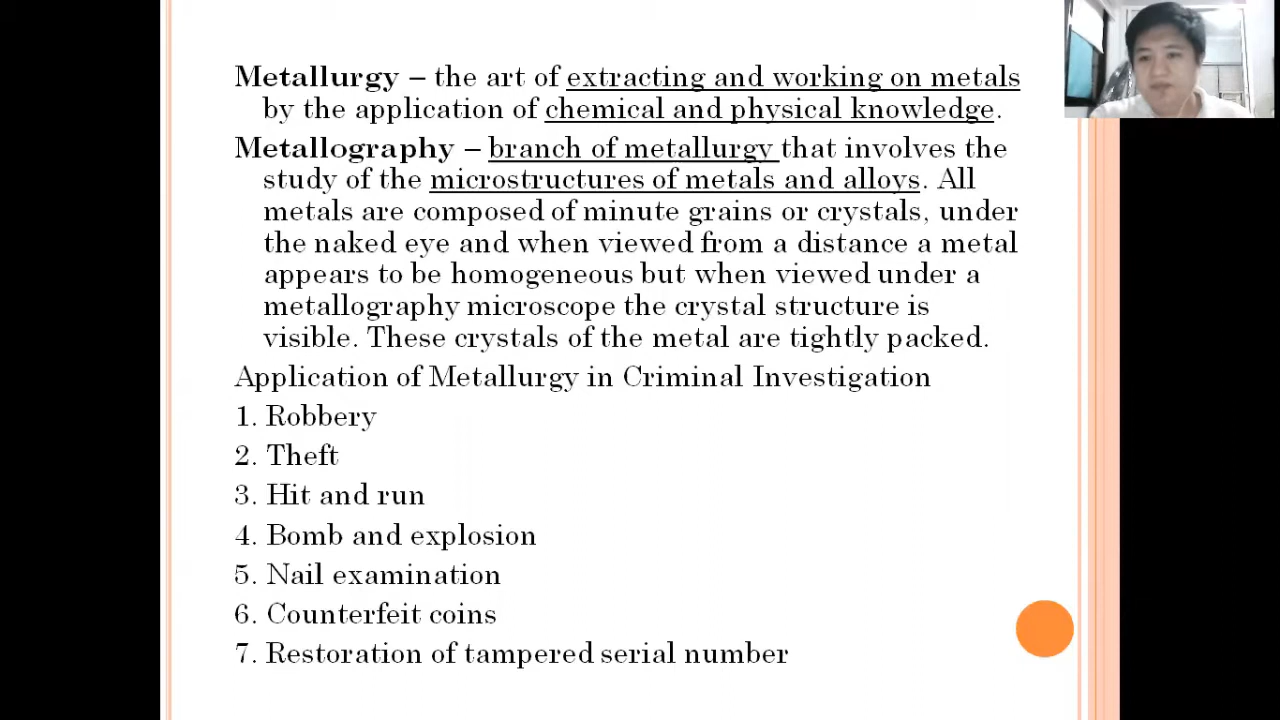 Metallurgy – the art of extracting and working on metals
by the application of chemical and physical knowledge.
Metallography – branch of metallurgy that involves the
study of the microstructures of metals and alloys. All
metals are composed of minute grains or crystals, under
the naked eye and when viewed from a distance a metal
appears to be homogeneous but when viewed under a
metallography microscope the crystal structure is
visible. These crystals of the metal are tightly packed.
Application of Metallurgy in Criminal Investigation
1. Robbery
2. Theft
3. Hit and run
4. Bomb and explosion
5. Nail examination
6. Counterfeit coins
7. Restoration of tampered serial number